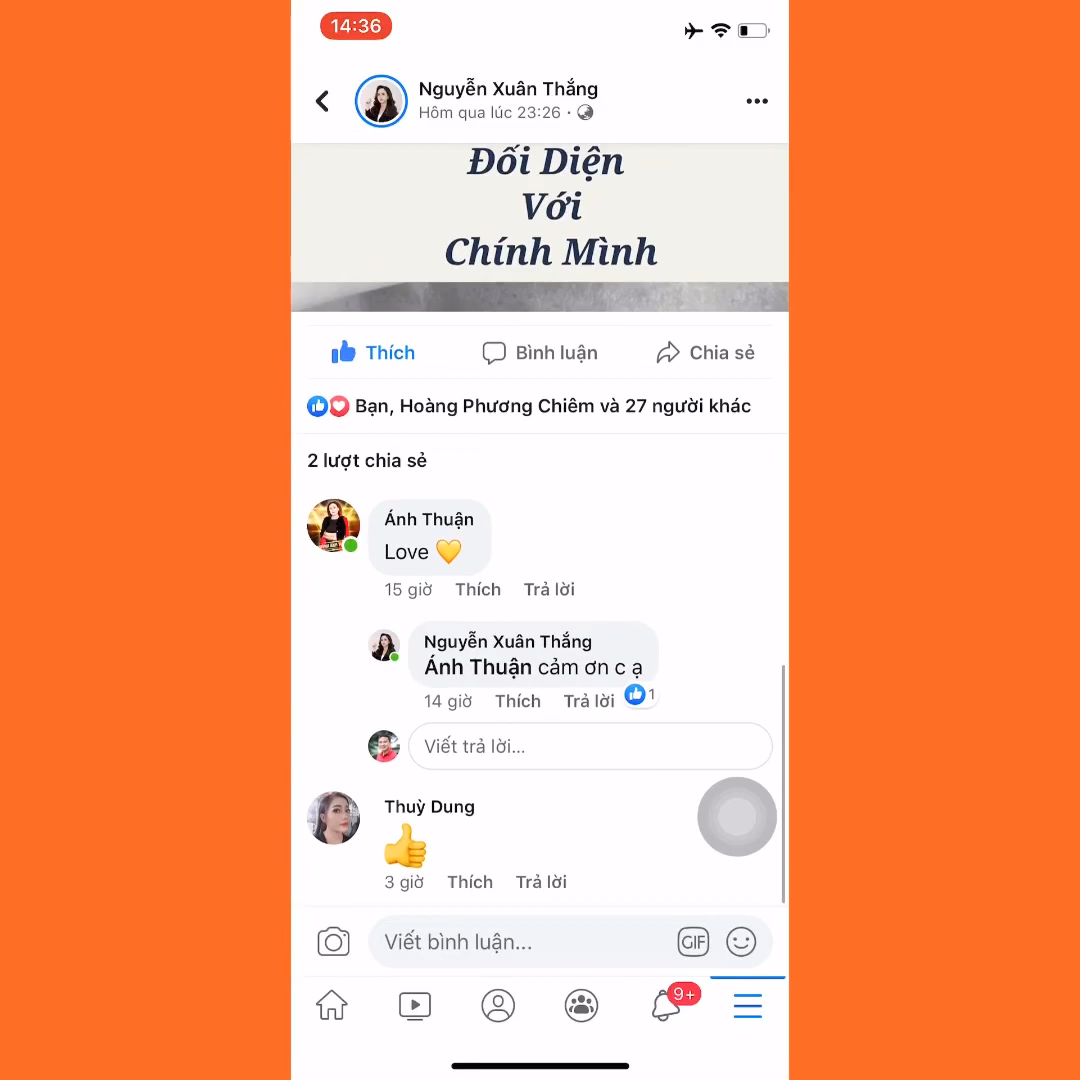 14:36
Nguyễn Xuân Thắng
Hôm qua lúc 23:26 ·
Đối Diện
Với
Chính Mình
Thích Bình luận Chia sẻ
Bạn, Hoàng Phương Chiêm và 27 người khác
2 lượt chia sẻ
Ánh Thuận
Love 💛
15 giờ Thích Trả lời
Nguyễn Xuân Thắng
Ánh Thuận cảm ơn c ạ
14 giờ Thích Trả lời 1
Viết trả lời...
Thuỳ Dung
👍
3 giờ Thích Trả lời
Viết bình luận... GIF
9+